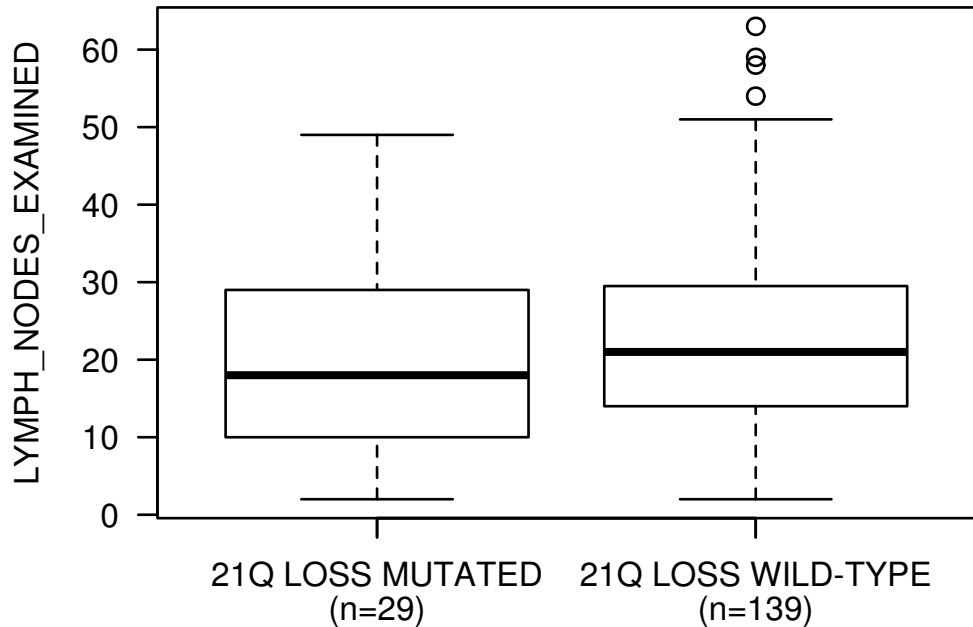 LYMPH_NODES_EXAMINED
60
50
40
30
20
10
0
21Q LOSS MUTATED
(n=29)
21Q LOSS WILD-TYPE
(n=139)